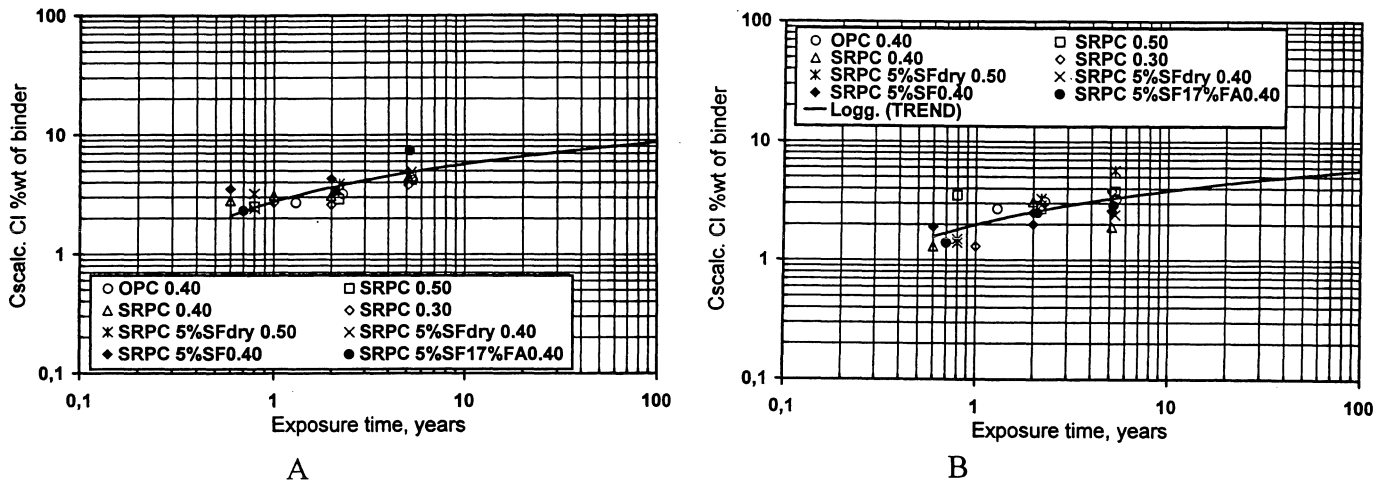 100
10
1
0,1
Cscalc. Cl %wt of binder
OPC 0.40
SRPC 0.50
SRPC 0.40
SRPC 0.30
SRPC 5%SFdry 0.50
SRPC 5%SFdry 0.40
SRPC 5%SF0.40
SRPC 5%SF17%FA0.40
0,1 1 10 100
Exposure time, years
A
100
10
1
0,1
Cscalc. Cl %wt of binder
OPC 0.40
SRPC 0.50
SRPC 0.40
SRPC 0.30
SRPC 5%SFdry 0.50
SRPC 5%SFdry 0.40
SRPC 5%SF0.40
SRPC 5%SF17%FA0.40
Logg. (TREND)
0,1 1 10 100
Exposure time, years
B